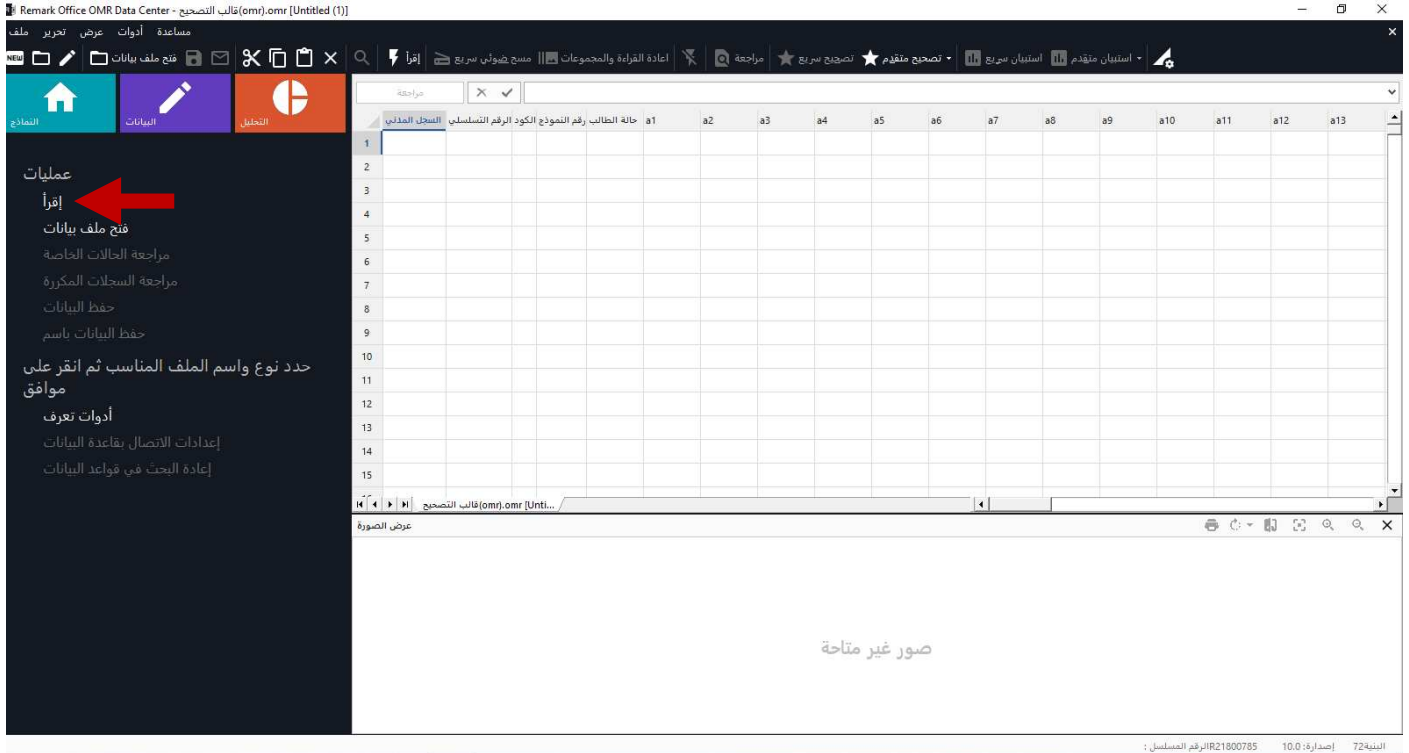 Remark Office OMR Data Center - قالب التصحيح(omr).omr [Untitled (1)]
ملف تحرير عرض أدوات مساعدة
NEW فتح ملف بيانات إقرأ مسح ضوئي سريع اعادة القراءة والمجموعات مراجعة تصحيح سريع تصحيح متقدم استبيان سريع استبيان متقدم
النماذج البيانات التحليل
مراجعة
السجل المدني الرقم التسلسلي الكود رقم النموذج حالة الطالب a1 a2 a3 a4 a5 a6 a7 a8 a9 a10 a11 a12 a13
1
2
3
4
5
6
7
8
9
10
11
12
13
14
15
عمليات
إقرأ
فتح ملف بيانات
مراجعة الحالات الخاصة
مراجعة السجلات المكررة
حفظ البيانات
حفظ البيانات باسم
حدد نوع واسم الملف المناسب ثم انقر على
موافق
أدوات تعرف
إعدادات الاتصال بقاعدة البيانات
إعادة البحث في قواعد البيانات
قالب التصحيح(omr).omr [Unti...
عرض الصورة
صور غير متاحة
الرقم المسلسل : IR21800785 إصدارة: 10.0 البنية72